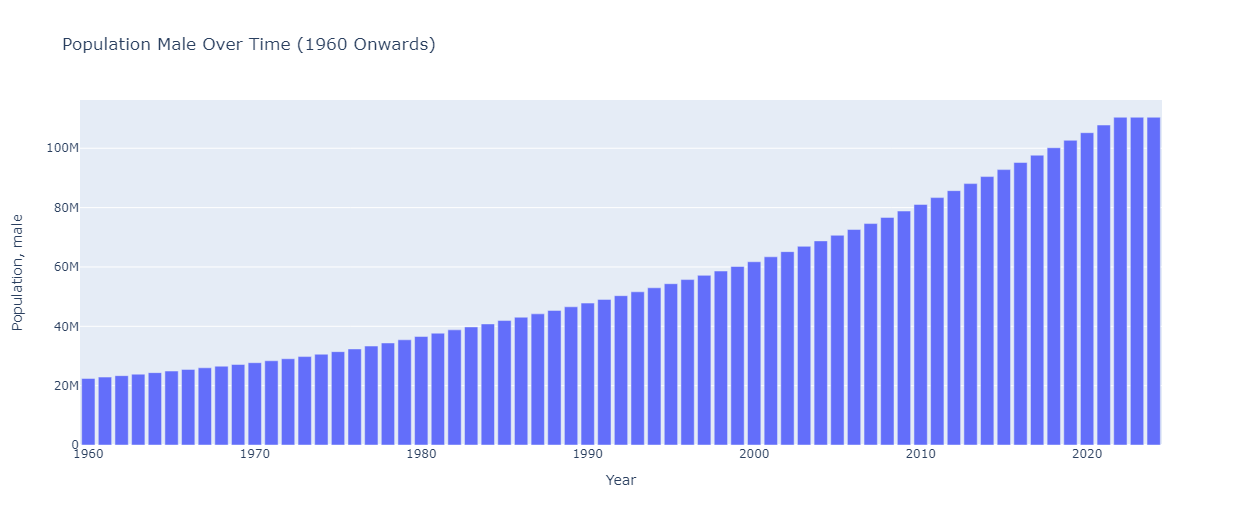 Population Male Over Time (1960 Onwards)
Population, male
100M
80M
60M
40M
20M
0
1960 1970 1980 1990 2000 2010 2020
Year